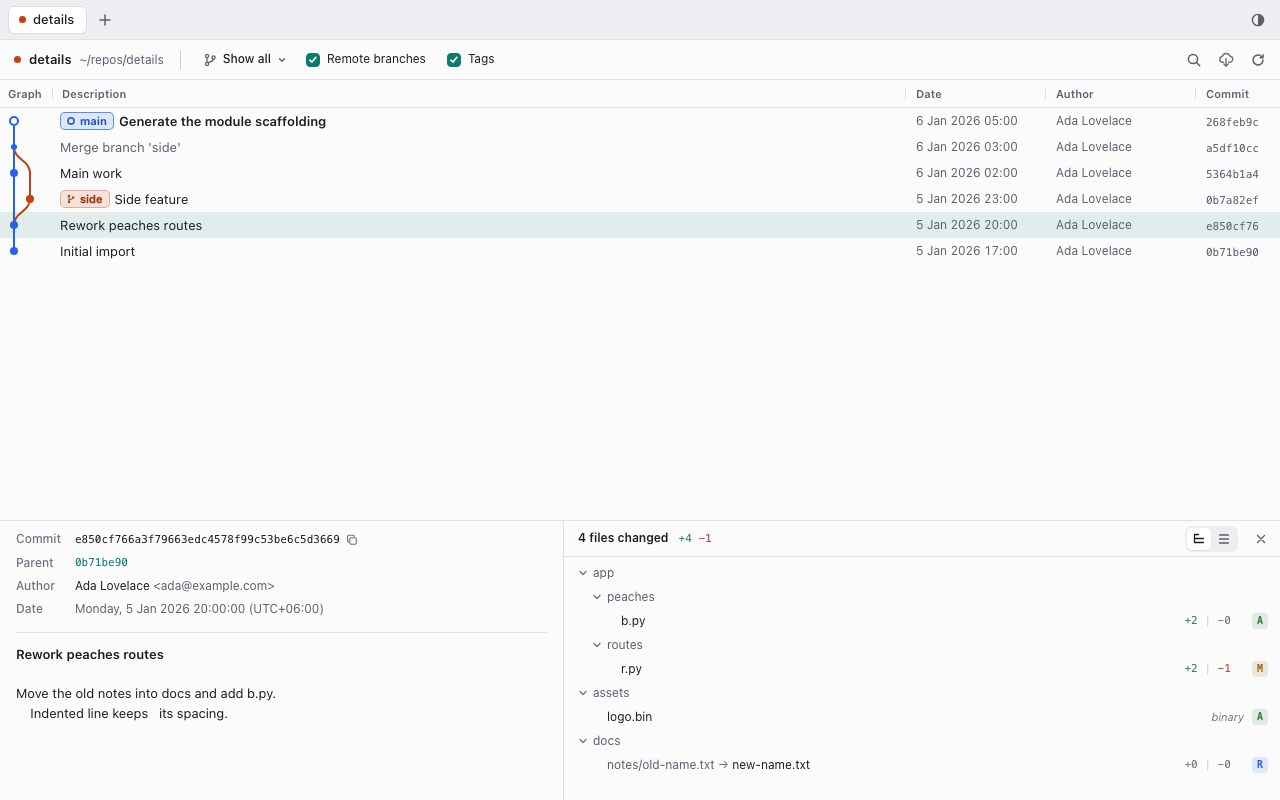 details
details ~/repos/details Show all Remote branches Tags
Graph Description Date Author Commit
main Generate the module scaffolding 6 Jan 2026 05:00 Ada Lovelace 268feb9c
Merge branch 'side' 6 Jan 2026 03:00 Ada Lovelace a5df10cc
Main work 6 Jan 2026 02:00 Ada Lovelace 5364b1a4
side Side feature 5 Jan 2026 23:00 Ada Lovelace 0b7a82ef
Rework peaches routes 5 Jan 2026 20:00 Ada Lovelace e850cf76
Initial import 5 Jan 2026 17:00 Ada Lovelace 0b71be90
Commit e850cf766a3f79663edc4578f99c53be6c5d3669
Parent 0b71be90
Author Ada Lovelace <ada@example.com>
Date Monday, 5 Jan 2026 20:00:00 (UTC+06:00)
Rework peaches routes
Move the old notes into docs and add b.py.
    Indented line keeps   its spacing.
4 files changed +4 −1
app
peaches
b.py +2 | −0 A
routes
r.py +2 | −1 M
assets
logo.bin binary A
docs
notes/old-name.txt → new-name.txt +0 | −0 R